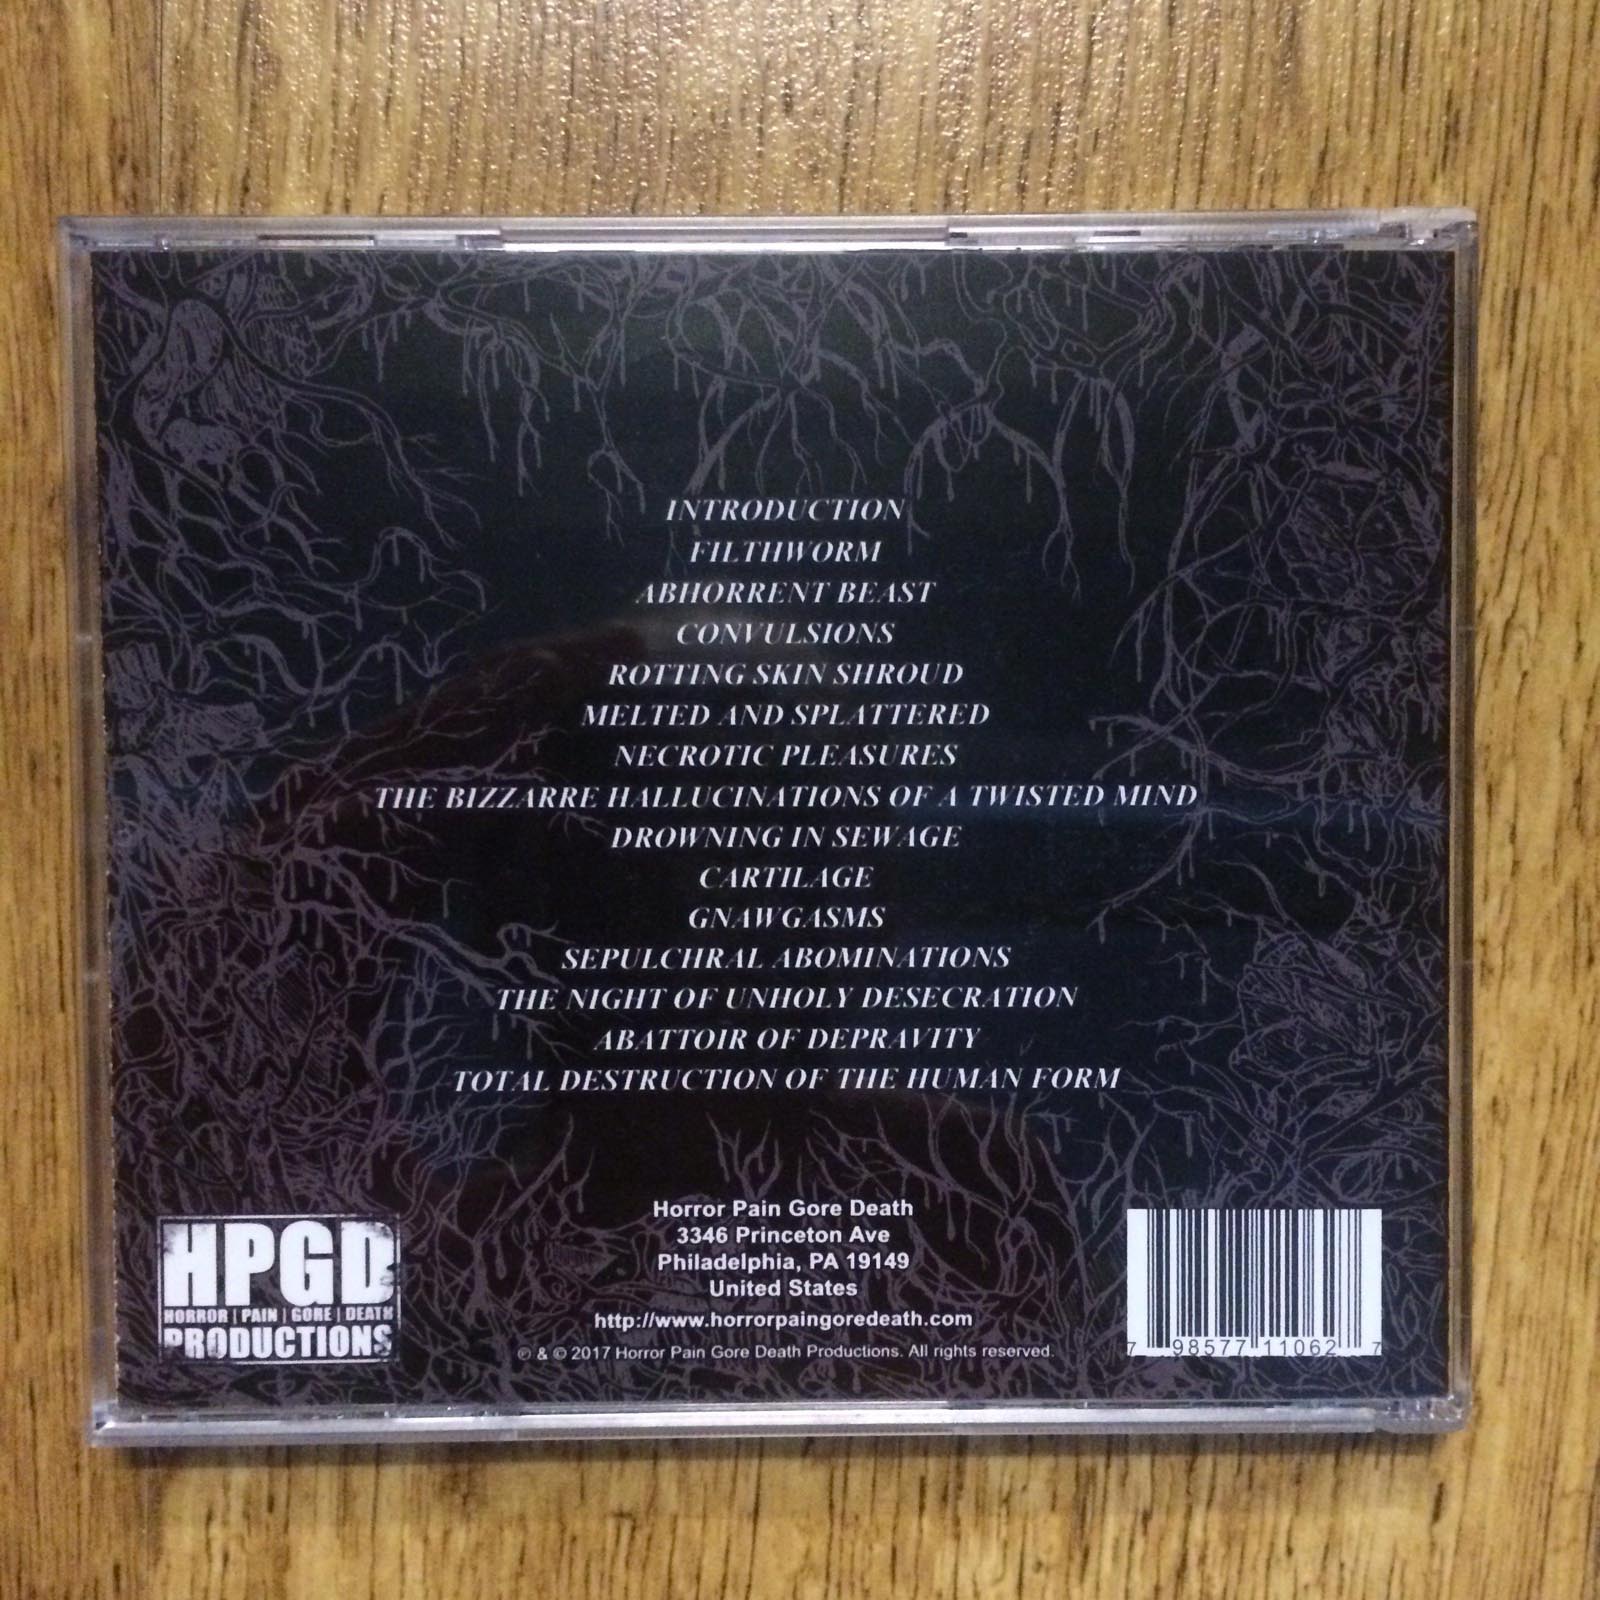 INTRODUCTION
FILTHWORM
ABHORRENT BEAST
CONVULSIONS
ROTTING SKIN SHROUD
MELTED AND SPLATTERED
NECROTIC PLEASURES
THE BIZZARRE HALLUCINATIONS OF A TWISTED MIND
DROWNING IN SEWAGE
CARTILAGE
GNAWGASMS
SEPULCHRAL ABOMINATIONS
THE NIGHT OF UNHOLY DESECRATION
ABATTOIR OF DEPRAVITY
TOTAL DESTRUCTION OF THE HUMAN FORM
HPGD
HORROR | PAIN | GORE | DEATH
PRODUCTIONS
Horror Pain Gore Death
3346 Princeton Ave
Philadelphia, PA 19149
United States
http://www.horrorpaingoredeath.com
℗ & © 2017 Horror Pain Gore Death Productions. All rights reserved.
7 98577 11062 7